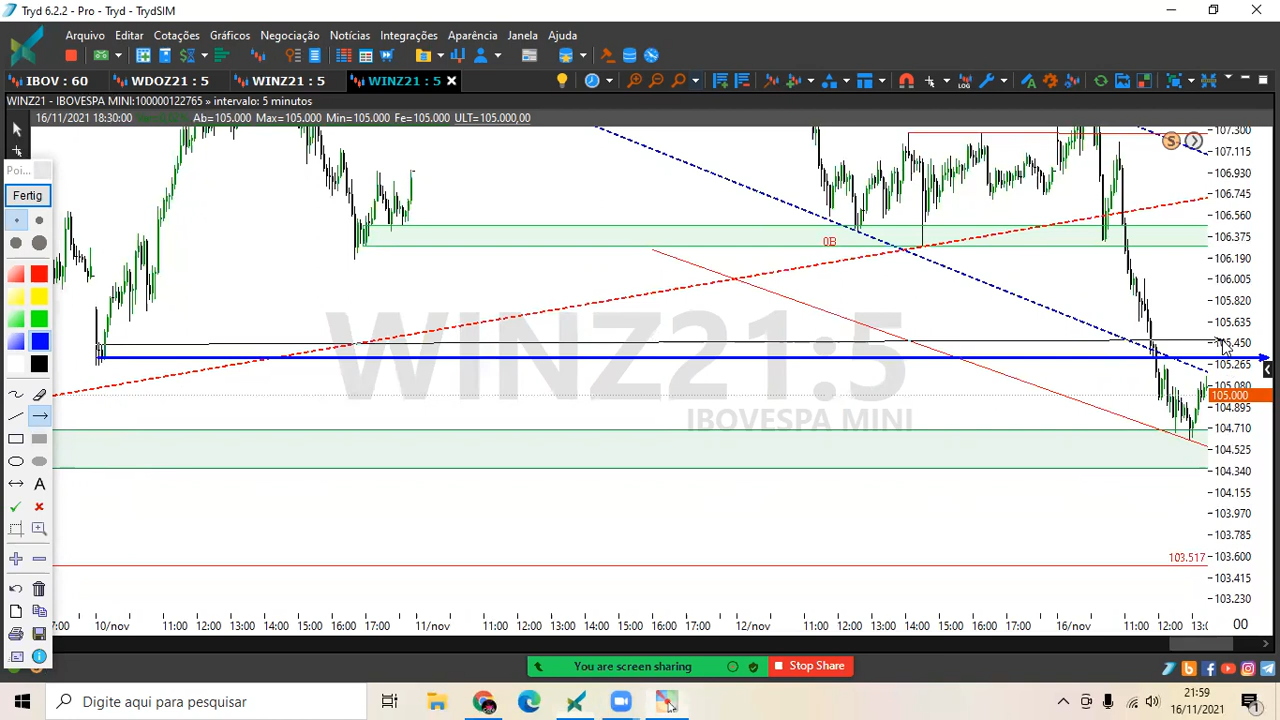 Tryd 6.2.2 - Pro - Tryd - TrydSIM
Arquivo Editar Cotações Gráficos Negociação Notícias Integrações Aparência Janela Ajuda
IBOV : 60 WDOZ21 : 5 WINZ21 : 5 WINZ21 : 5
WINZ21 - IBOVESPA MINI:100000122765 » intervalo: 5 minutos
16/11/2021 18:30:00 Ab=105.000 Max=105.000 Min=105.000 Fe=105.000 ULT=105.000,00
Poi...
Fertig
107.300
107.115
106.930
106.745
106.560
106.375
106.190
106.005
105.820
105.635
105.450
105.265
105.080
105.000
104.895
104.710
104.525
104.340
104.155
103.970
103.785
103.600
103.415
103.230
OB
WINZ21:5
IBOVESPA MINI
A
103.517
17:00 10/nov 11:00 12:00 13:00 14:00 15:00 16:00 17:00 11/nov 12:00 13:00 14:00 15:00 16:00 17:00 12/nov 11:00 12:00 13:00 14:00 15:00 16:00 17:00 16/nov 11:00 12:00 13:0 00
You are screen sharing Stop Share
Digite aqui para pesquisar
21:59
16/11/2021